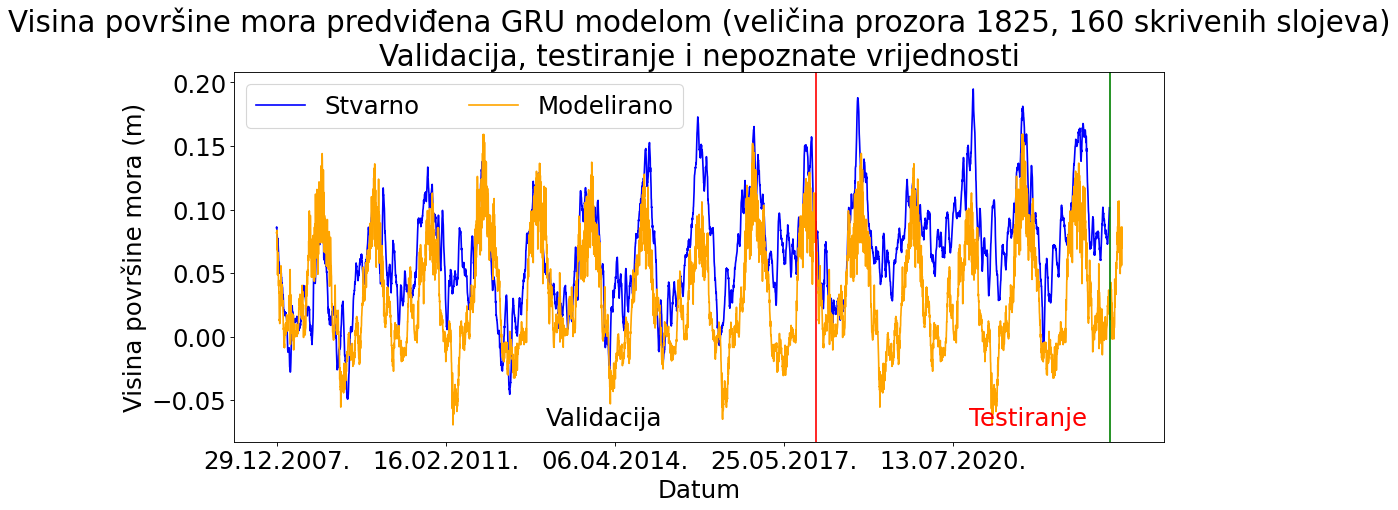 Visina površine mora predviđena GRU modelom (veličina prozora 1825, 160 skrivenih slojeva)
Validacija, testiranje i nepoznate vrijednosti
Stvarno Modelirano
Visina površine mora (m)
0.20
0.15
0.10
0.05
0.00
−0.05
Validacija Testiranje
29.12.2007. 16.02.2011. 06.04.2014. 25.05.2017. 13.07.2020.
Datum